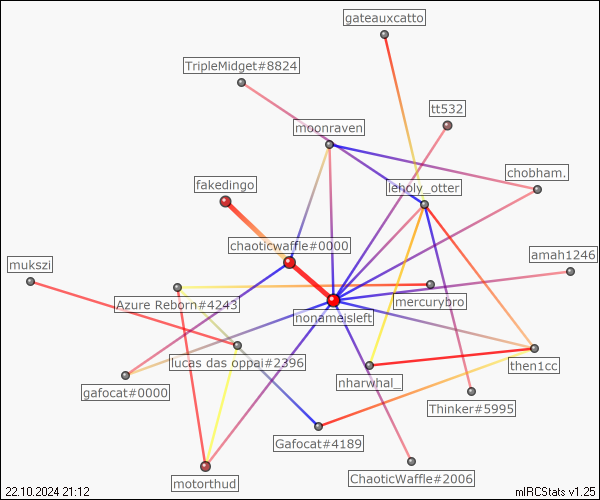 gateauxcatto
TripleMidget#8824
tt532
moonraven
chobham.
fakedingo
leholy_otter
chaoticwaffle#0000
amah1246
mukszi
Azure Reborn#4243
mercurybro
nonameisleft
lucas das oppai#2396
then1cc
gafocat#0000
nharwhal_
Thinker#5995
Gafocat#4189
motorthud
ChaoticWaffle#2006
22.10.2024 21:12
mIRCStats v1.25